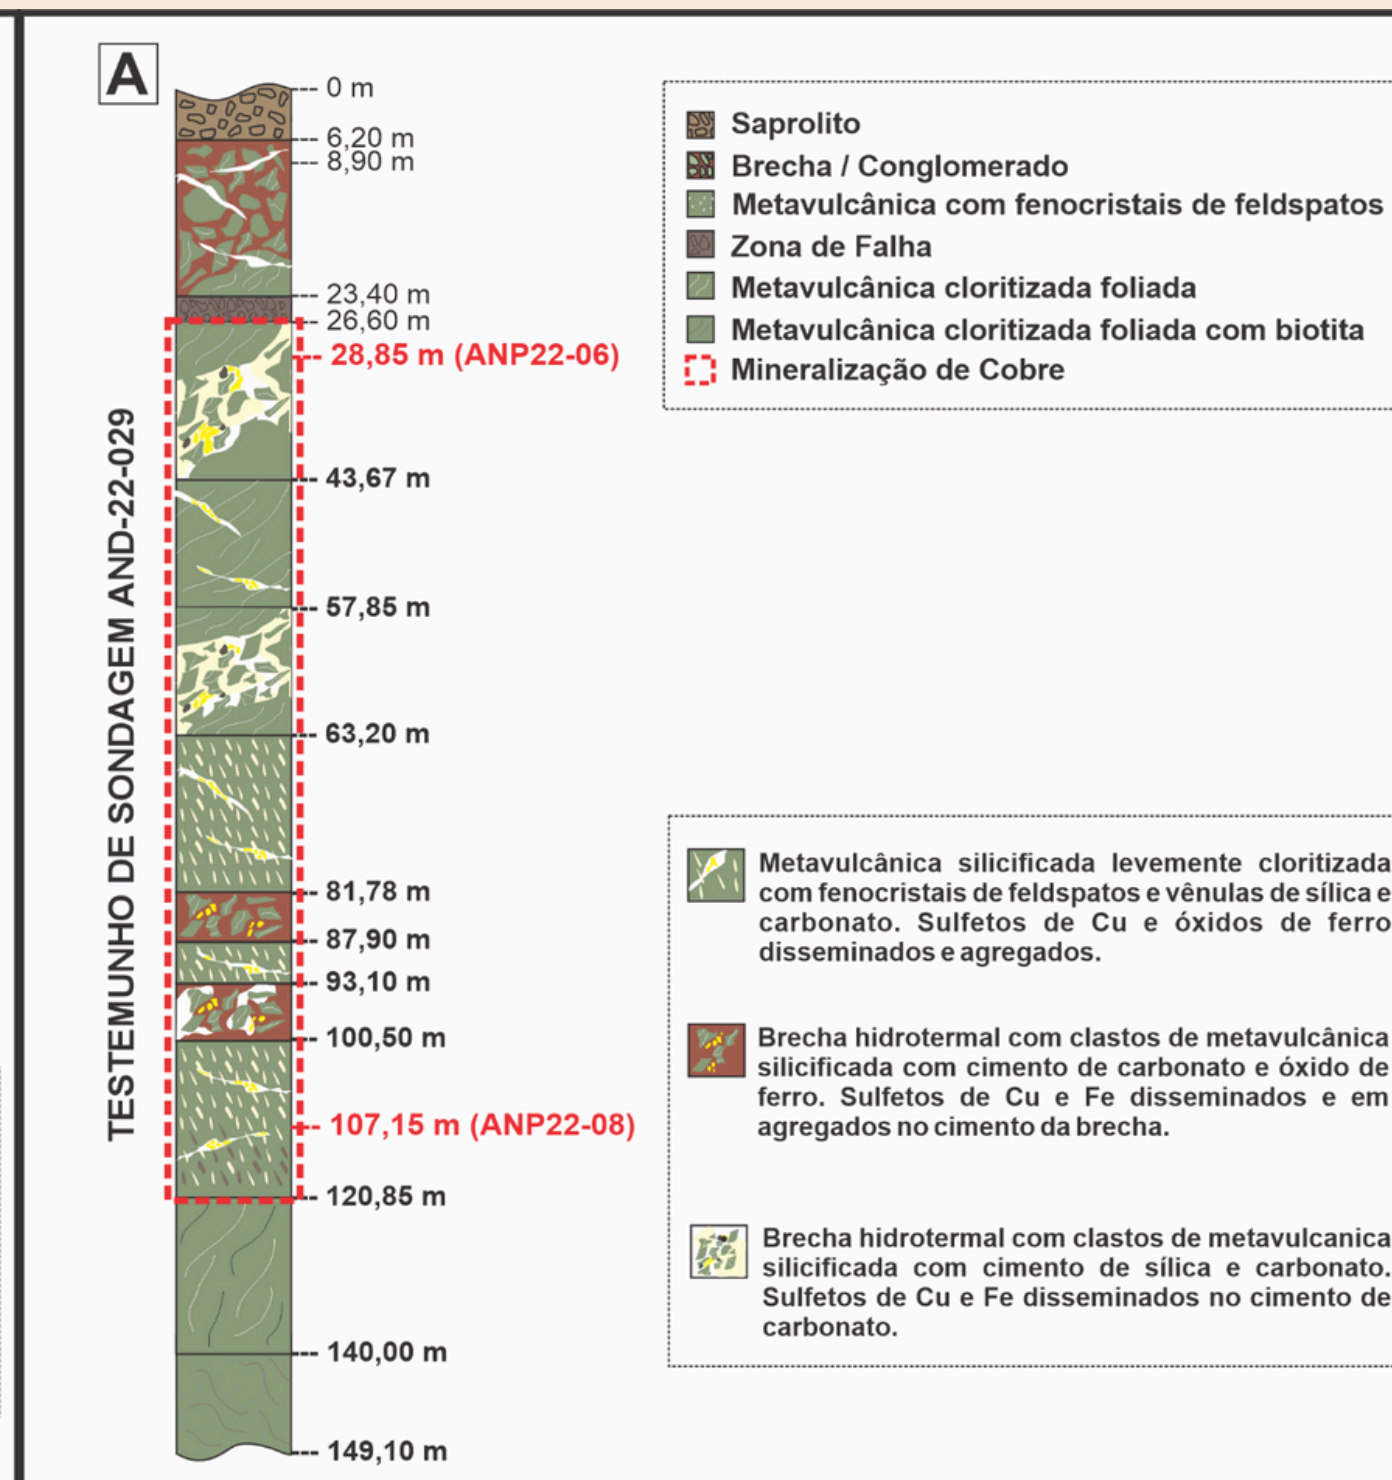 A
TESTEMUNHO DE SONDAGEM AND-22-029
0 m
6,20 m
8,90 m
23,40 m
26,60 m
28,85 m (ANP22-06)
43,67 m
57,85 m
63,20 m
81,78 m
87,90 m
93,10 m
100,50 m
107,15 m (ANP22-08)
120,85 m
140,00 m
149,10 m
Saprolito
Brecha / Conglomerado
Metavulcânica com fenocristais de feldspatos
Zona de Falha
Metavulcânica cloritizada foliada
Metavulcânica cloritizada foliada com biotita
Mineralização de Cobre
Metavulcânica silicificada levemente cloritizada
com fenocristais de feldspatos e vênulas de sílica e
carbonato. Sulfetos de Cu e óxidos de ferro
disseminados e agregados.
Brecha hidrotermal com clastos de metavulcânica
silicificada com cimento de carbonato e óxido de
ferro. Sulfetos de Cu e Fe disseminados e em
agregados no cimento da brecha.
Brecha hidrotermal com clastos de metavulcanica
silicificada com cimento de sílica e carbonato.
Sulfetos de Cu e Fe disseminados no cimento de
carbonato.